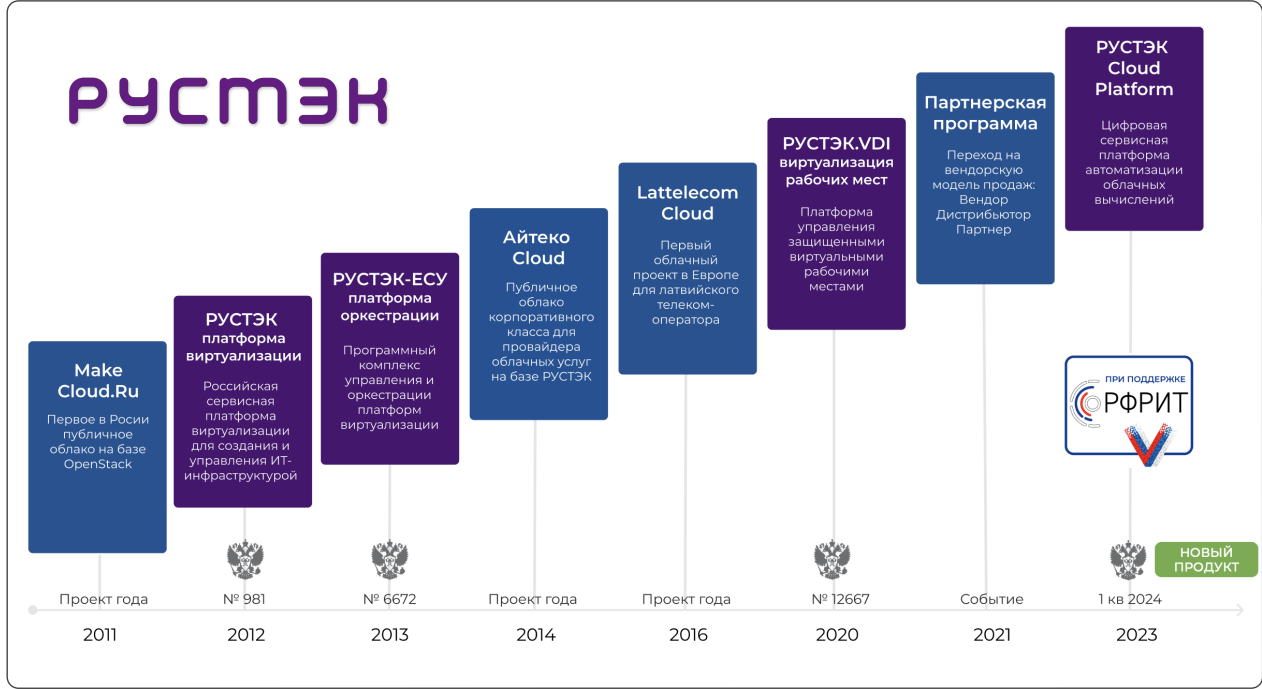 РУСТЭК
Make
Cloud.Ru
Первое в Росии
публичное
облако на базе
OpenStack
РУСТЭК
платформа
виртуализации
Российская
сервисная
платформа
виртуализации
для создания и
управления ИТ-
инфраструктурой
РУСТЭК-ЕСУ
платформа
оркестрации
Программный
комплекс
управления и
оркестрации
платформ
виртуализации
Айтеко
Cloud
Публичное
облако
корпоративного
класса для
провайдера
облачных услуг
на базе РУСТЭК
Lattelecom
Cloud
Первый
облачный
проект в Европе
для латвийского
телеком-
оператора
РУСТЭК.VDI
виртуализация
рабочих мест
Платформа
управления
защищенными
виртуальными
рабочими
местами
Партнерская
программа
Переход на
вендорскую
модель продаж:
Вендор
Дистрибьютор
Партнер
РУСТЭК
Cloud
Platform
Цифровая
сервисная
платформа
автоматизации
облачных
вычислений
ПРИ ПОДДЕРЖКЕ
РФРИТ
НОВЫЙ
ПРОДУКТ
Проект года
№ 981
№ 6672
Проект года
Проект года
№ 12667
Событие
1 кв 2024
2011
2012
2013
2014
2016
2020
2021
2023